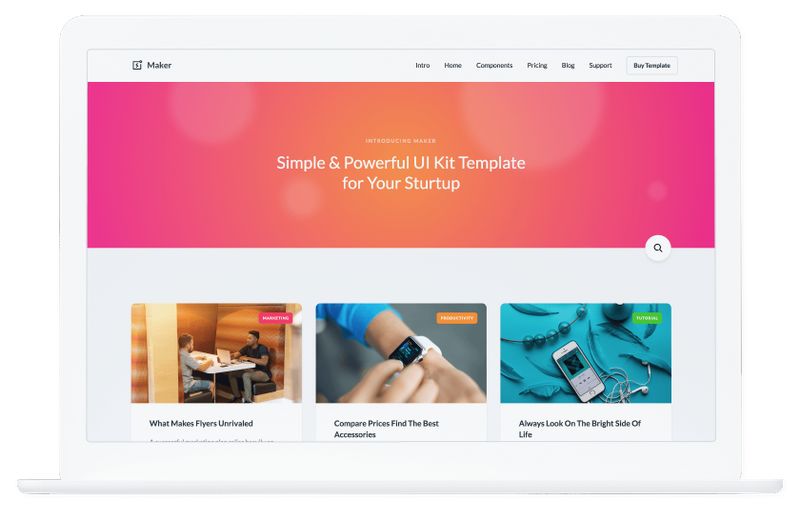 Maker
Intro Home Components Pricing Blog Support Buy Template
INTRODUCING MAKER
Simple & Powerful UI Kit Template
for Your Sturtup
MARKETING
PRODUCTIVITY
TUTORIAL
What Makes Flyers Unrivaled
Compare Prices Find The Best
Accessories
Always Look On The Bright Side Of
Life